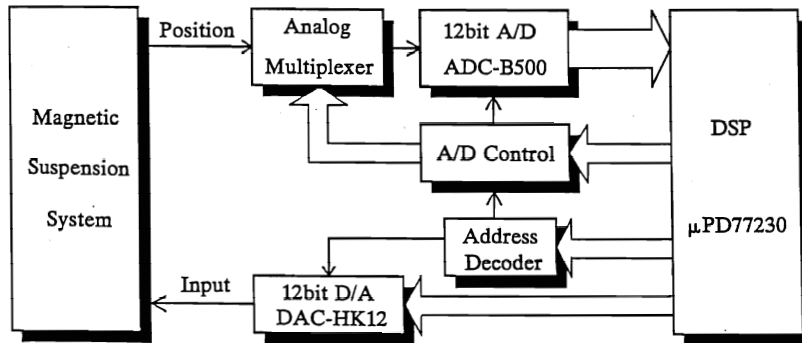 Magnetic
Suspension
System
Position
Analog
Multiplexer
12bit A/D
ADC-B500
A/D Control
Address
Decoder
Input
12bit D/A
DAC-HK12
DSP
μPD77230